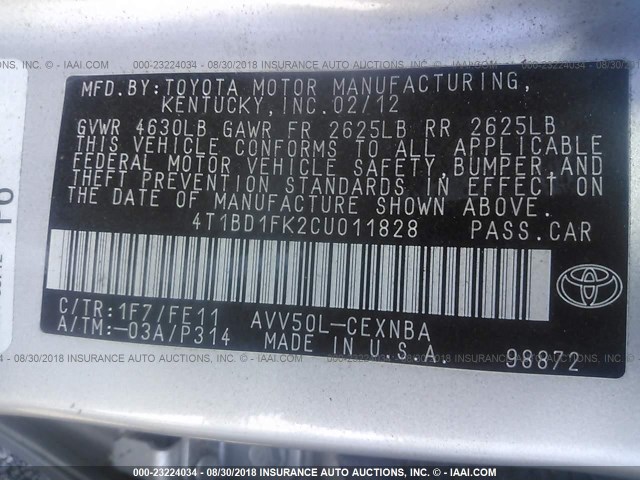 000-23224034 - 08/30/2018 INSURANCE AUTO AUCTIONS, INC. - © IAAI.COM
MFD.BY:TOYOTA MOTOR MANUFACTURING,
KENTUCKY,INC.02/12
GVWR 4630LB GAWR FR 2625LB RR 2625LB
THIS VEHICLE CONFORMS TO ALL APPLICABLE
FEDERAL MOTOR VEHICLE SAFETY,BUMPER,AND
THEFT PREVENTION STANDARDS IN EFFECT ON
THE DATE OF MANUFACTURE SHOWN ABOVE.
4T1BD1FK2CU011828 PASS.CAR
C/TR:1F7/FE11 AVV50L-CEXNBA
A/TM:-03A/P314 MADE IN U.S.A. 98872
000-23224034 - 08/30/2018 INSURANCE AUTO AUCTIONS, INC. - © IAAI.COM